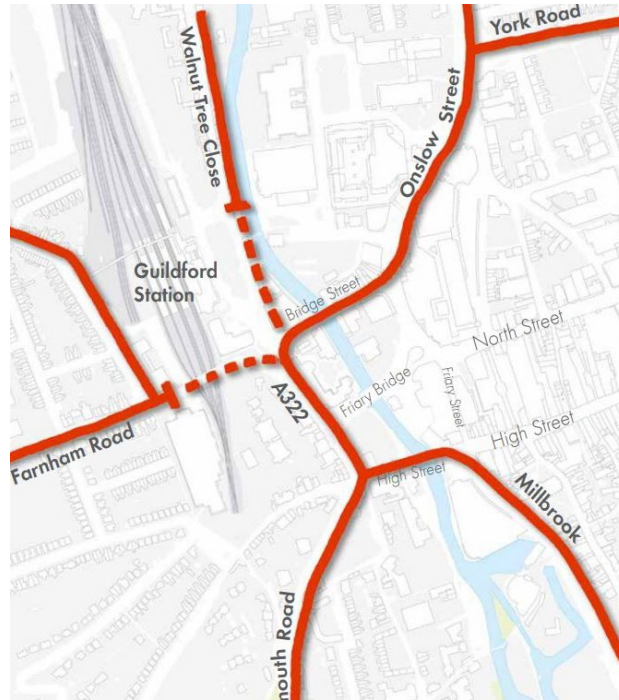 York Road
Walnut Tree Close
Onslow Street
Guildford
Station
Bridge Street
North Street
A322
Friary Bridge
Friary Street
High Street
Farnham Road
High Street
Millbrook
mouth Road